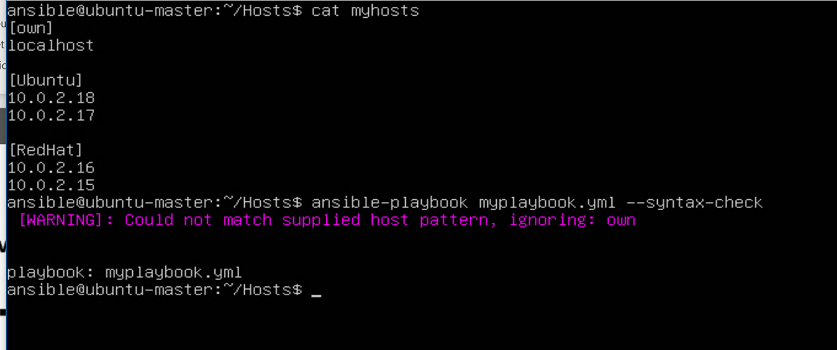 ansible@ubuntu-master:~/Hosts$ cat myhosts
[own]
localhost
[Ubuntu]
10.0.2.18
10.0.2.17
[RedHat]
10.0.2.16
10.0.2.15
ansible@ubuntu-master:~/Hosts$ ansible-playbook myplaybook.yml --syntax-check
[WARNING]: Could not match supplied host pattern, ignoring: own
playbook: myplaybook.yml
ansible@ubuntu-master:~/Hosts$ _